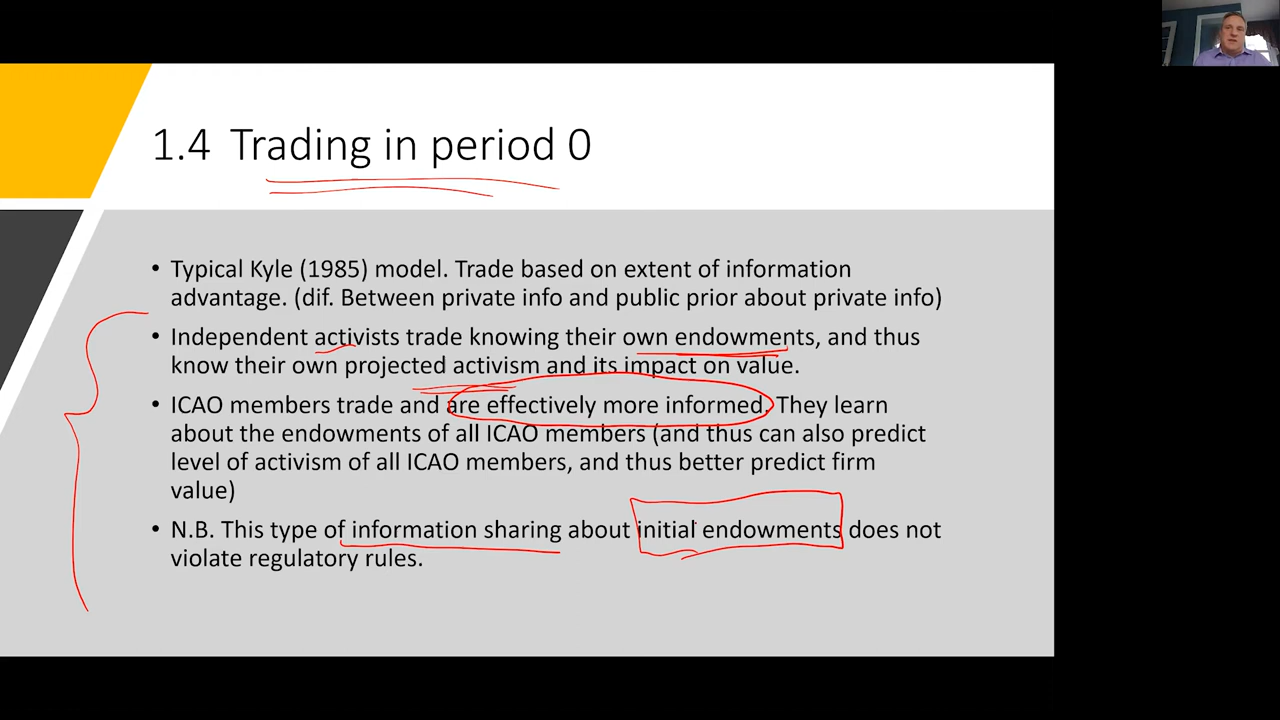 1.4 Trading in period 0
• Typical Kyle (1985) model. Trade based on extent of information
advantage. (dif. Between private info and public prior about private info)
• Independent activists trade knowing their own endowments, and thus
know their own projected activism and its impact on value.
• ICAO members trade and are effectively more informed. They learn
about the endowments of all ICAO members (and thus can also predict
level of activism of all ICAO members, and thus better predict firm
value)
• N.B. This type of information sharing about initial endowments does not
violate regulatory rules.